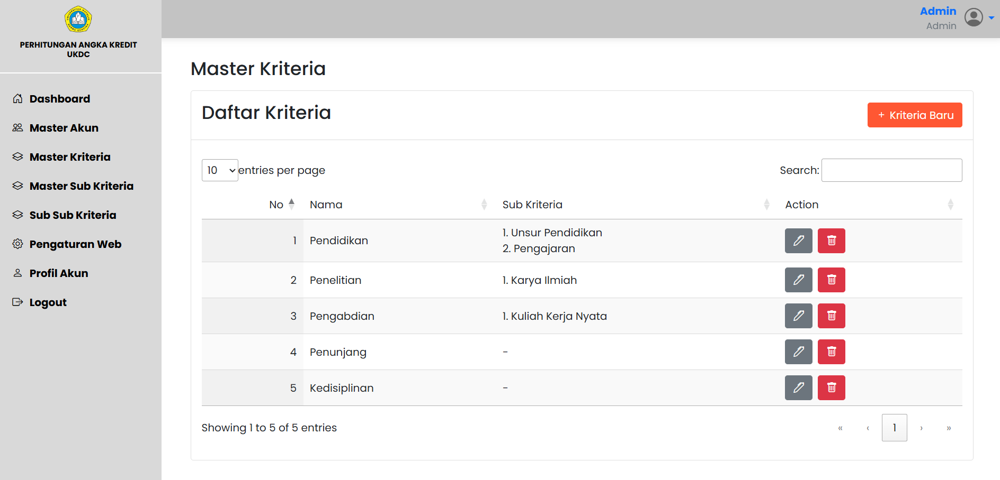 PERHITUNGAN ANGKA KREDIT
UKDC
Admin
Admin
Dashboard
Master Akun
Master Kriteria
Master Sub Kriteria
Sub Sub Kriteria
Pengaturan Web
Profil Akun
Logout
Master Kriteria
Daftar Kriteria
+ Kriteria Baru
10 entries per page
Search:
No Nama Sub Kriteria Action
1 Pendidikan 1. Unsur Pendidikan
2. Pengajaran
2 Penelitian 1. Karya Ilmiah
3 Pengabdian 1. Kuliah Kerja Nyata
4 Penunjang -
5 Kedisiplinan -
Showing 1 to 5 of 5 entries
« ‹ 1 › »